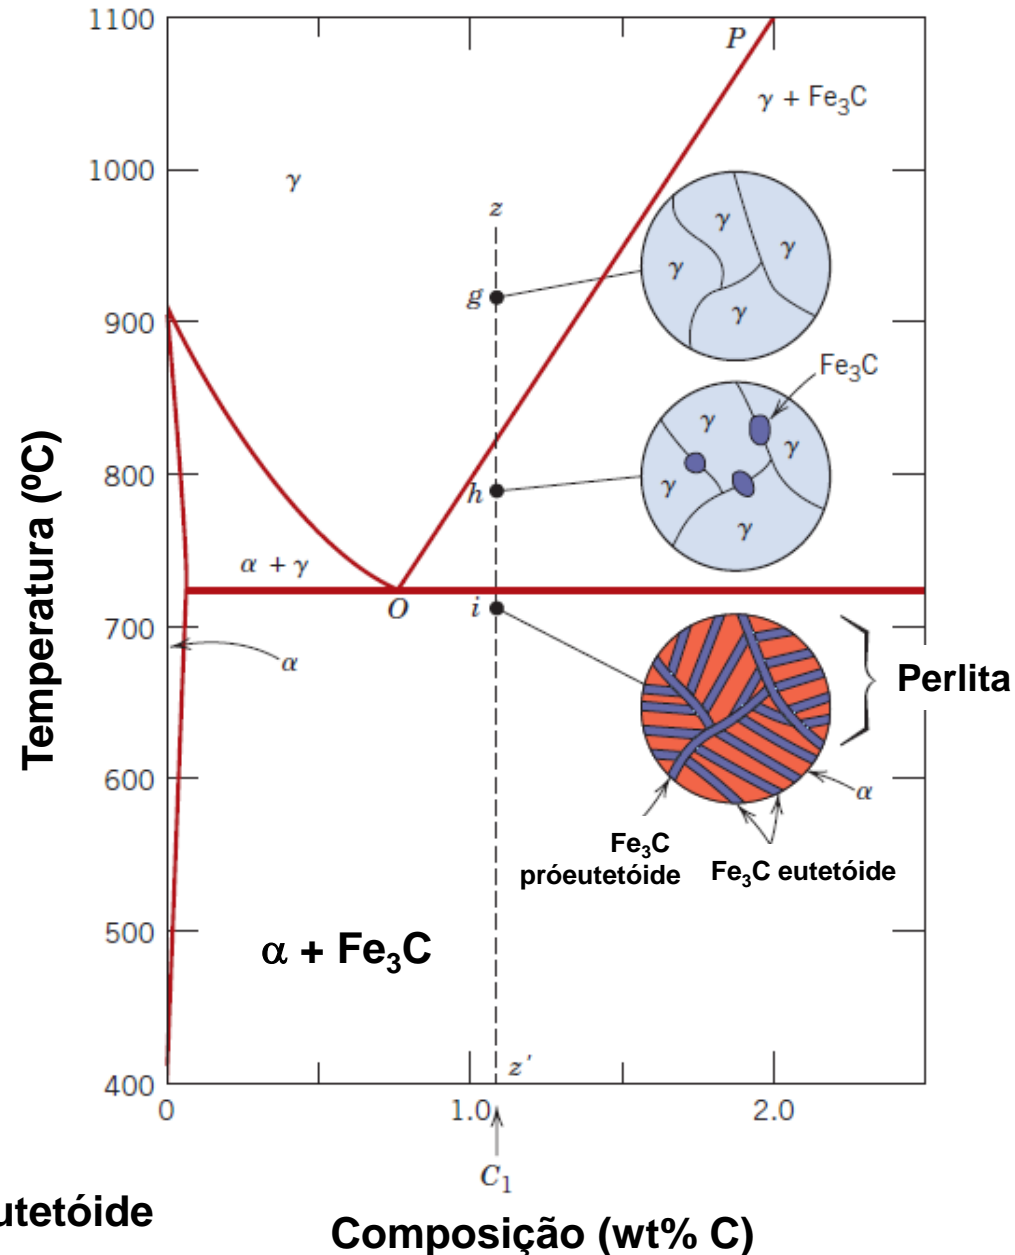 1100
P
γ + Fe₃C
1000
γ
z
γ
γ
γ
g
γ
900
Fe₃C
γ
γ
800
h
γ
γ
α + γ
O
i
700
α
Perlita
Temperatura (ºC)
600
α
Fe₃C
próeutetóide
Fe₃C eutetóide
500
α + Fe₃C
z'
400
0
1.0
2.0
C₁
utetóide
Composição (wt% C)